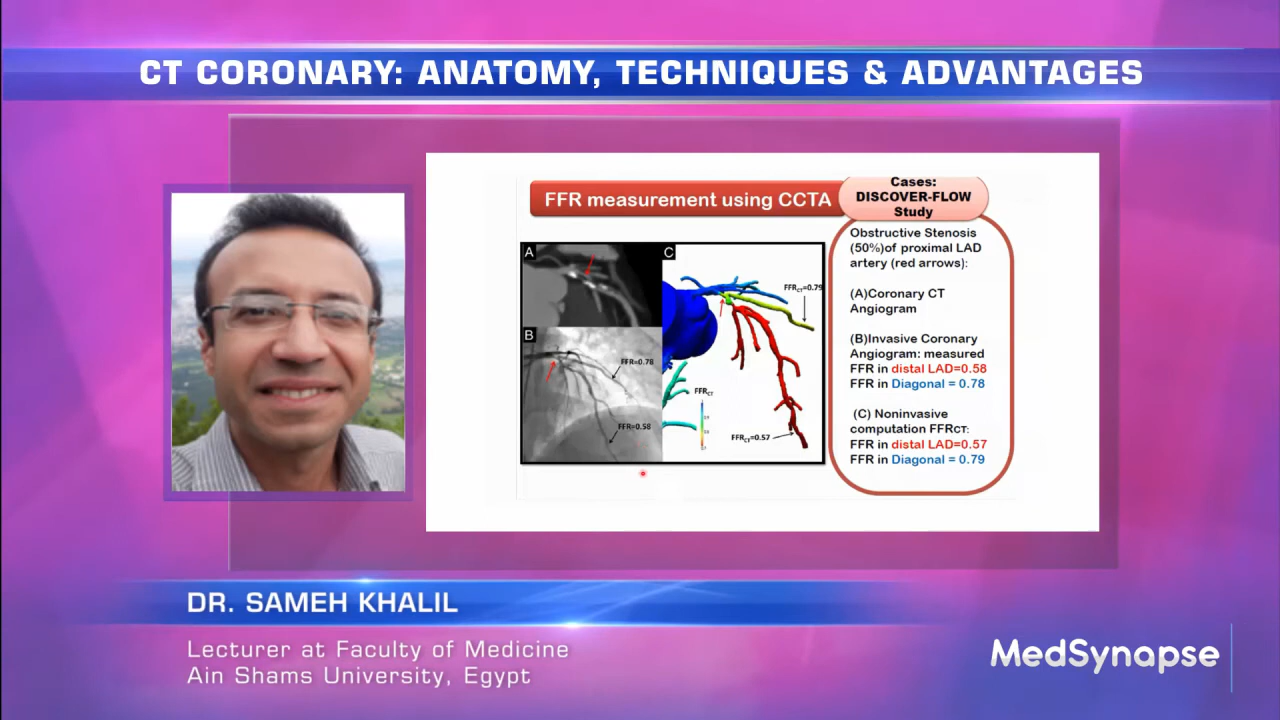 CT CORONARY: ANATOMY, TECHNIQUES & ADVANTAGES
FFR measurement using CCTA
Cases:
DISCOVER-FLOW
Study
Obstructive Stenosis
(50%)of proximal LAD
artery (red arrows):
(A)Coronary CT
Angiogram
(B)Invasive Coronary
Angiogram: measured
FFR in distal LAD=0.58
FFR in Diagonal = 0.78
(C) Noninvasive
computation FFRCT:
FFR in distal LAD=0.57
FFR in Diagonal = 0.79
A
B
FFR=0.78
FFR=0.58
C
FFRCT=0.79
FFRCT
FFRCT=0.57
DR. SAMEH KHALIL
Lecturer at Faculty of Medicine
Ain Shams University, Egypt
MedSynapse